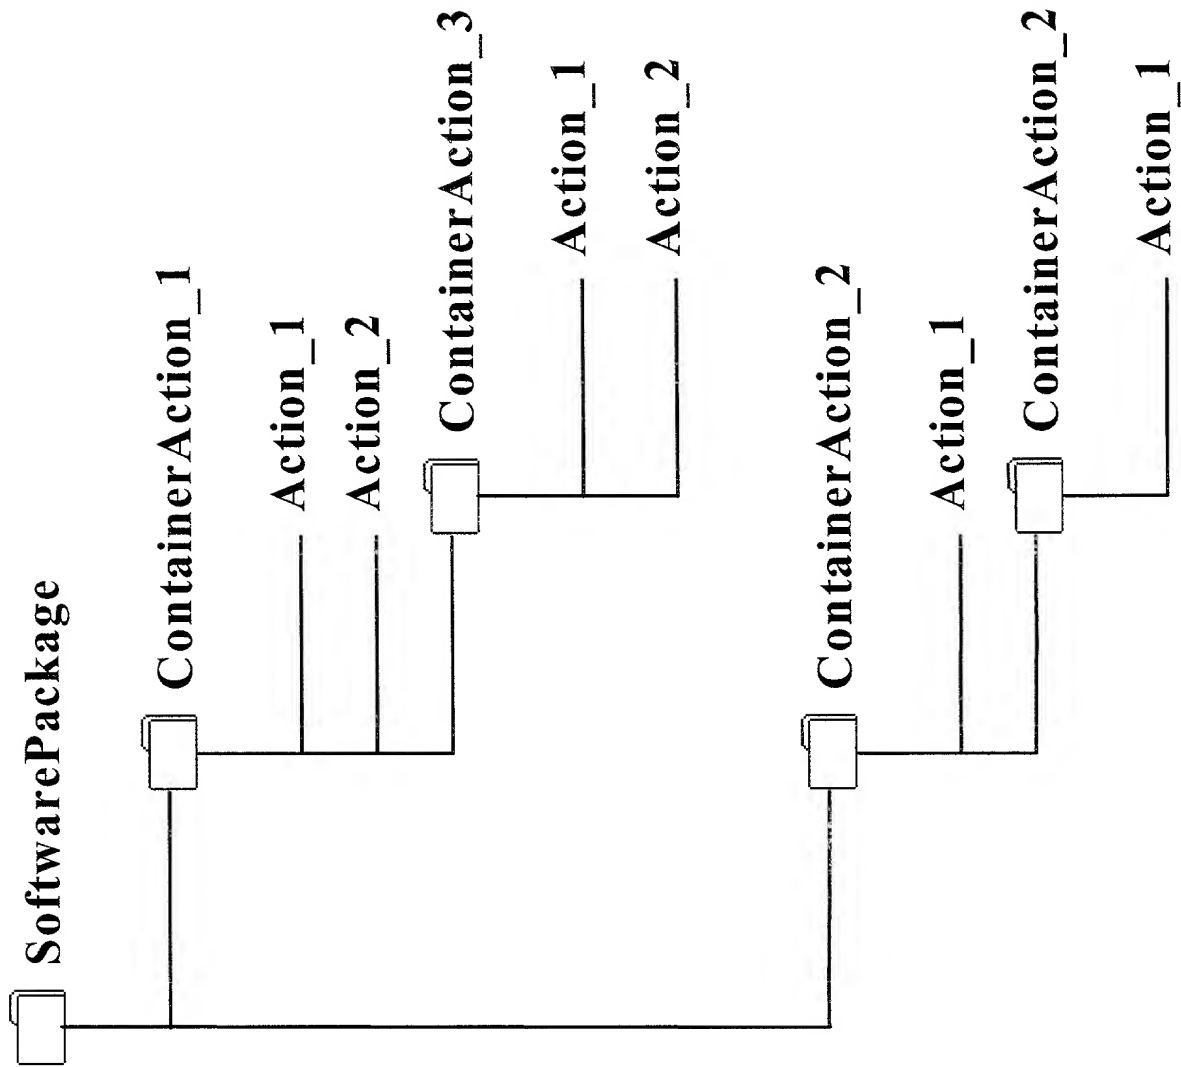 SoftwarePackage
ContainerAction_1
Action_1
Action_2
ContainerAction_3
Action_1
Action_2
ContainerAction_2
Action_1
ContainerAction_2
Action_1